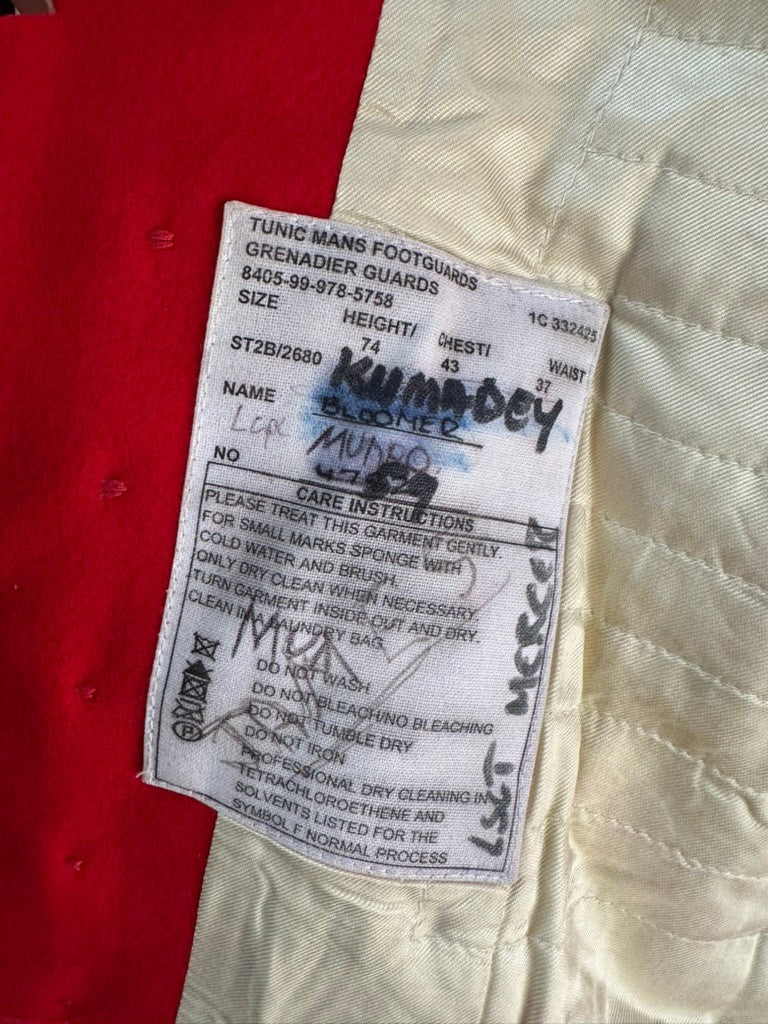 TUNIC MANS FOOTGUARDS
GRENADIER GUARDS
8405-99-978-5758
1C 332425
SIZE HEIGHT/ CHEST/ WAIST
ST2B/2680 74 43 37
KUMADEY
NAME BLOOMED
Lcpl MUNRO
NO 47 59
CARE INSTRUCTIONS
PLEASE TREAT THIS GARMENT GENTLY.
FOR SMALL MARKS SPONGE WITH
COLD WATER AND BRUSH.
ONLY DRY CLEAN WHEN NECESSARY
TURN GARMENT INSIDE OUT AND DRY.
CLEAN IN A LAUNDRY BAG
DO NOT WASH
DO NOT BLEACH/NO BLEACHING
DO NOT TUMBLE DRY
DO NOT IRON
PROFESSIONAL DRY CLEANING IN
TETRACHLOROETHENE AND
SOLVENTS LISTED FOR THE
SYMBOL F NORMAL PROCESS
P
LSGT MERCER